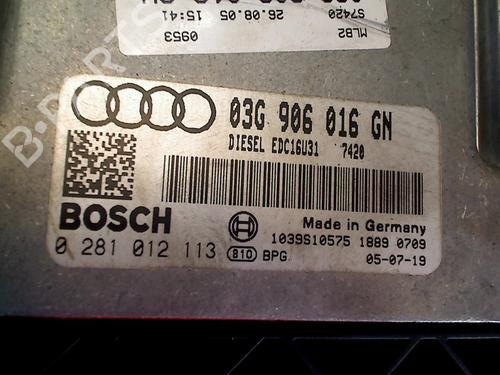 MLB2 0953
S7420 26.08.05 15:41
03G 906 016 GN
DIESEL EDC16U31 7420
BOSCH
Made in Germany
0 281 012 113
1039S10575 1889 0709
810 BPG 05-07-19
B-PARTS